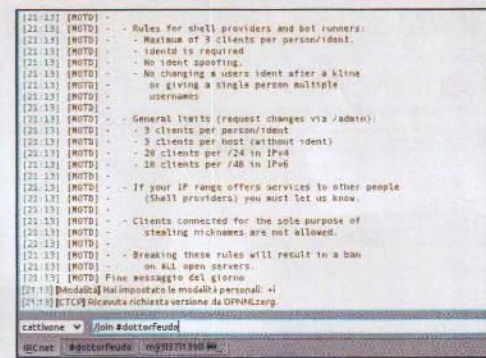 [21:13] [MOTD] -
[21:13] [MOTD] - - Rules for shell providers and bot runners:
[21:13] [MOTD] - - Maximum of 3 clients per person/ident.
[21:13] [MOTD] - - identd is required
[21:13] [MOTD] - - No ident spoofing.
[21:13] [MOTD] - - No changing a users ident after a kline
[21:13] [MOTD] - or giving a single person multiple
[21:13] [MOTD] - usernames
[21:13] [MOTD] -
[21:13] [MOTD] - - General limits (request changes via /admin):
[21:13] [MOTD] - - 3 clients per person/ident
[21:13] [MOTD] - - 3 clients per host (without ident)
[21:13] [MOTD] - - 20 clients per /24 in IPv4
[21:13] [MOTD] - - 10 clients per /48 in IPv6
[21:13] [MOTD] -
[21:13] [MOTD] - - If your IP range offers services to other people
[21:13] [MOTD] - (Shell providers) you must let us know.
[21:13] [MOTD] -
[21:13] [MOTD] - - Clients connected for the sole purpose of
[21:13] [MOTD] - stealing nicknames are not allowed.
[21:13] [MOTD] -
[21:13] [MOTD] - - Breaking these rules will result in a ban
[21:13] [MOTD] - on ALL open servers.
[21:13] [MOTD] Fine messaggio del giorno
[21:13] [Modalità] Hai impostato le modalità personali: +i
[21:13] [CTCP] Ricevuta richiesta versione da
cattivone /join #dottorfeudo
IRCnet #dottorfeudo